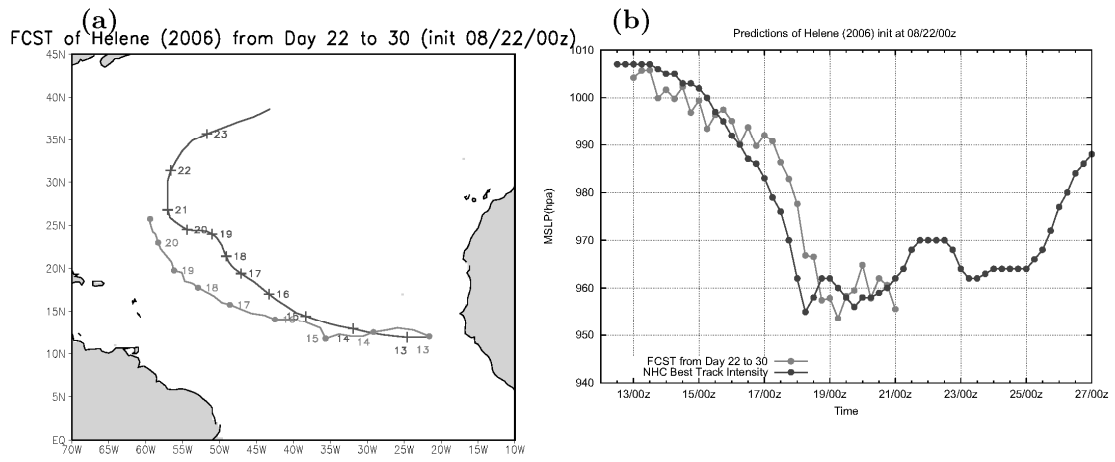 (a)
FCST of Helene (2006) from Day 22 to 30 (init 08/22/00z)
45N
40N
35N
30N
25N
20N
15N
10N
5N
EQ
70W 65W 60W 55W 50W 45W 40W 35W 30W 25W 20W 15W 10W
23
22
21
20
19
18
17
16
15
14
13
20
19
18
17
15
14
13
(b)
Predictions of Helene (2006) init at 08/22/00z
MSLP(hpa)
1010
1000
990
980
970
960
950
940
FCST from Day 22 to 30
NHC Best Track Intensity
13/00z 15/00z 17/00z 19/00z 21/00z 23/00z 25/00z 27/00z
Time